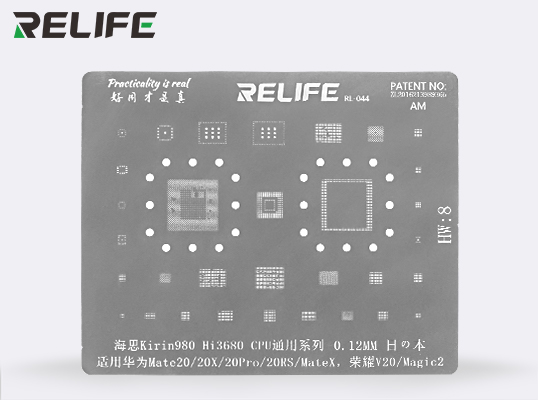 RELIFE
Practicality is real
好用才是真
RELIFE
RL-044
PATENT NO:
AM
HW:8
海思Kirin980 Hi3680 CPU通用系列 0.12MM 日の本
适用华为Mate20/20X/20Pro/20RS/MateX, 荣耀V20/Magic2